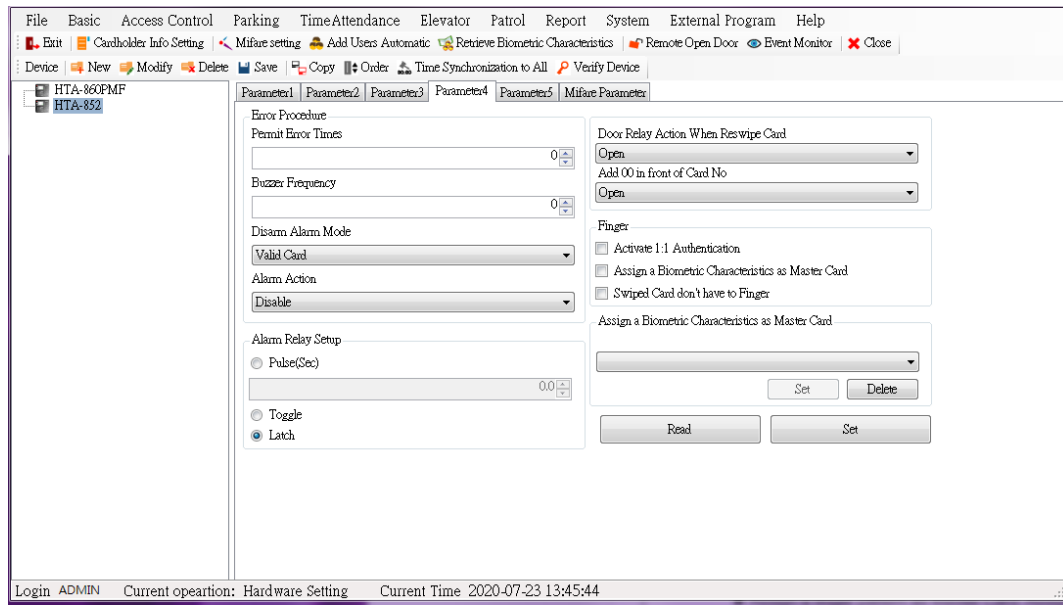 File Basic Access Control Parking TimeAttendance Elevator Patrol Report System External Program Help
Exit Cardholder Info Setting Mifare setting Add Users Automatic Retrieve Biometric Characteristics Remote Open Door Event Monitor Close
Device New Modify Delete Save Copy Order Time Synchronization to All Verify Device
HTA-860PMF
HTA-852
Parameter1 Parameter2 Parameter3 Parameter4 Parameter5 Mifare Parameter
Error Procedure
Permit Error Times
0
Buzzer Frequency
0
Disarm Alarm Mode
Valid Card
Alarm Action
Disable
Alarm Relay Setup
Pulse(Sec)
0.0
Toggle
Latch
Door Relay Action When Reswipe Card
Open
Add 00 in front of Card No
Open
Finger
Activate 1:1 Authentication
Assign a Biometric Characteristics as Master Card
Swiped Card don't have to Finger
Assign a Biometric Characteristics as Master Card
Set Delete
Read Set
Login ADMIN Current opeartion: Hardware Setting Current Time 2020-07-23 13:45:44